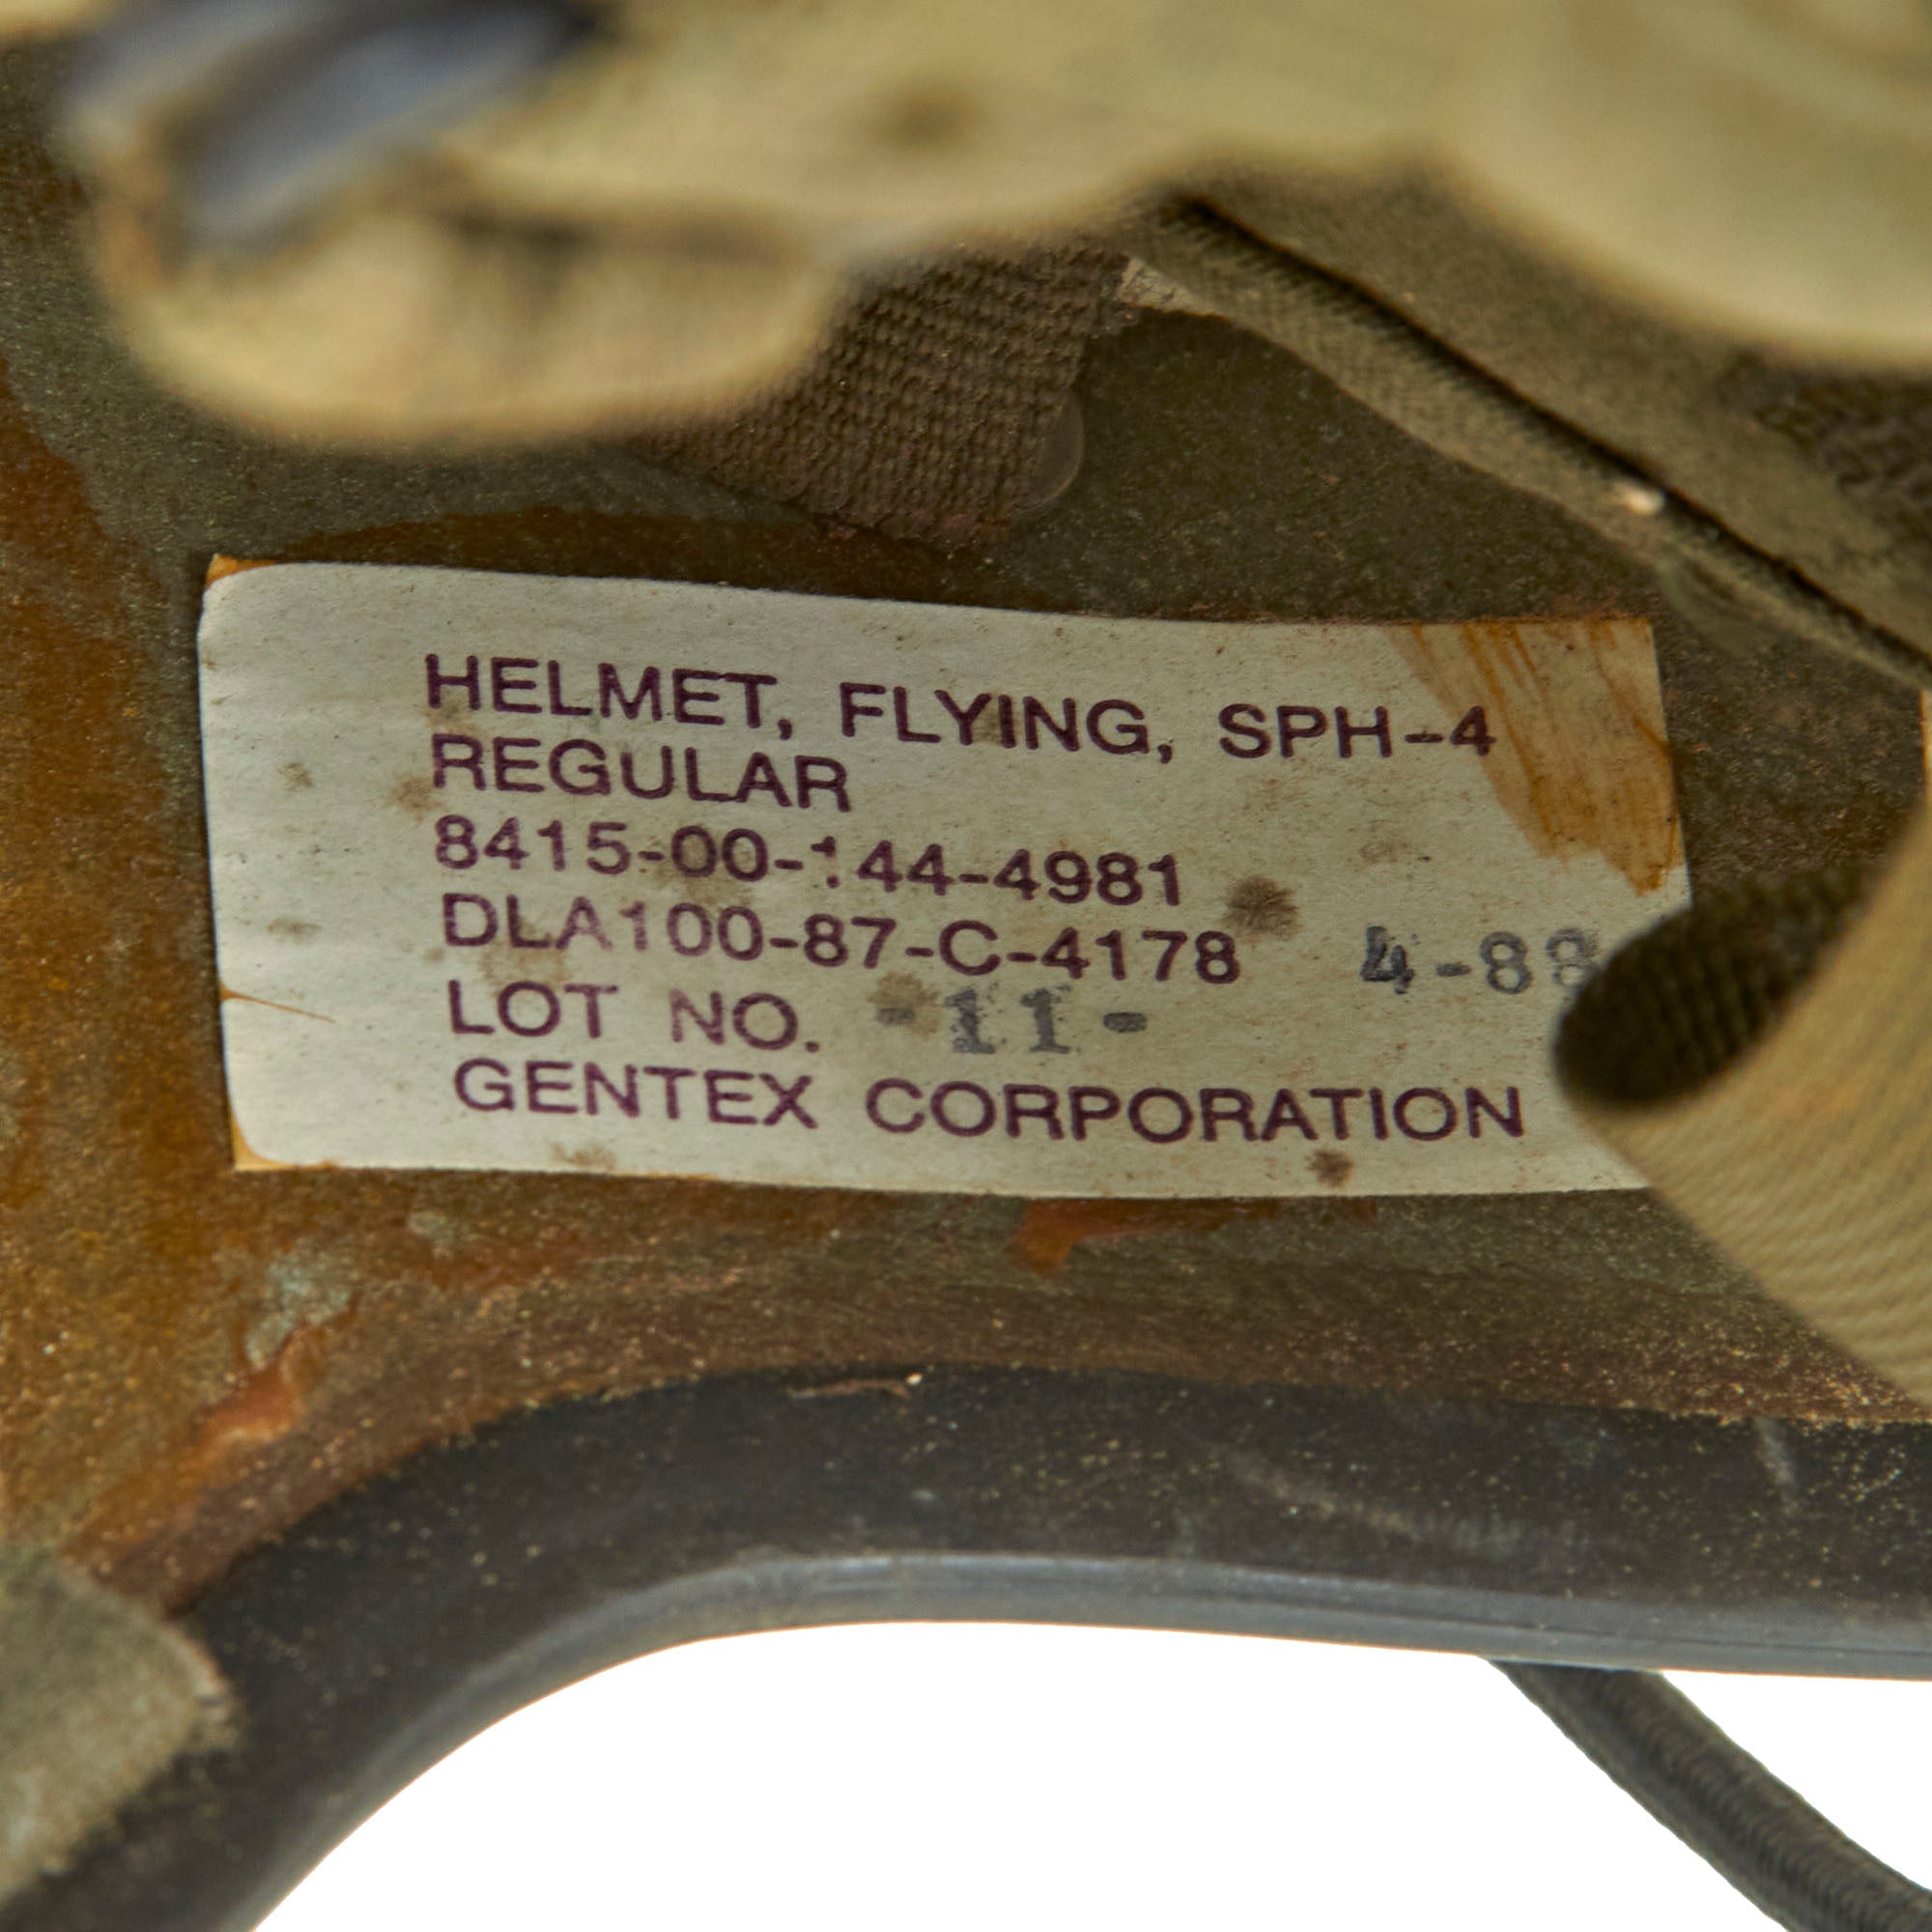 HELMET, FLYING, SPH-4
REGULAR
8415-00-144-4981
DLA100-87-C-4178 4-88
LOT NO. -11-
GENTEX CORPORATION